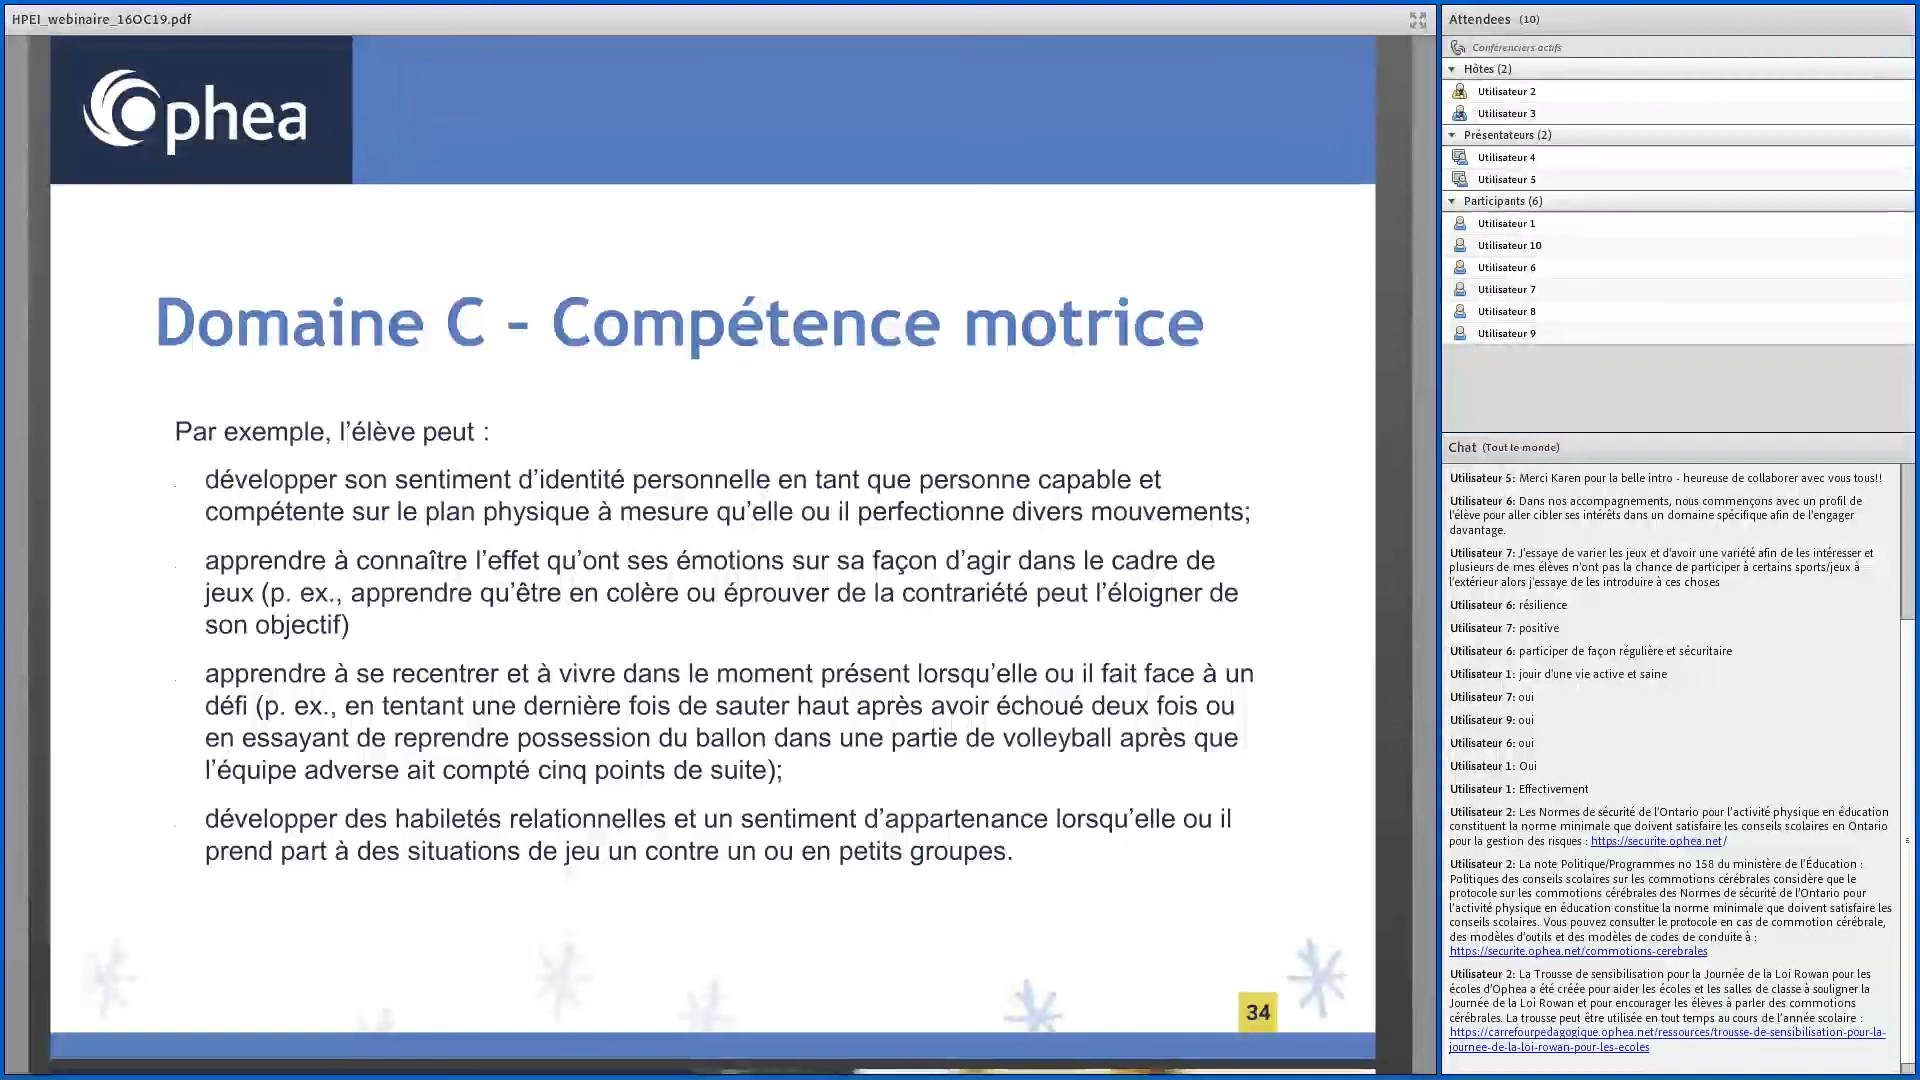 HPEI_webinaire_16OC19.pdf
Ophea
Domaine C - Compétence motrice
Par exemple, l’élève peut :
développer son sentiment d’identité personnelle en tant que personne capable et
compétente sur le plan physique à mesure qu’elle ou il perfectionne divers mouvements;
apprendre à connaître l’effet qu’ont ses émotions sur sa façon d’agir dans le cadre de
jeux (p. ex., apprendre qu’être en colère ou éprouver de la contrariété peut l’éloigner de
son objectif)
apprendre à se recentrer et à vivre dans le moment présent lorsqu’elle ou il fait face à un
défi (p. ex., en tentant une dernière fois de sauter haut après avoir échoué deux fois ou
en essayant de reprendre possession du ballon dans une partie de volleyball après que
l’équipe adverse ait compté cinq points de suite);
développer des habiletés relationnelles et un sentiment d’appartenance lorsqu’elle ou il
prend part à des situations de jeu un contre un ou en petits groupes.
34
Attendees (10)
Conférenciers actifs
Hôtes (2)
Utilisateur 2
Utilisateur 3
Présentateurs (2)
Utilisateur 4
Utilisateur 5
Participants (6)
Utilisateur 1
Utilisateur 10
Utilisateur 6
Utilisateur 7
Utilisateur 8
Utilisateur 9
Chat (Tout le monde)
Utilisateur 5: Merci Karen pour la belle intro - heureuse de collaborer avec vous tous!!
Utilisateur 6: Dans nos accompagnements, nous commençons avec un profil de
l'élève pour aller cibler ses intérêts dans un domaine spécifique afin de l'engager
davantage.
Utilisateur 7: J'essaye de varier les jeux et d'avoir une variété afin de les intéresser et
plusieurs de mes élèves n'ont pas la chance de participer à certains sports/jeux à
l'extérieur alors j'essaye de les introduire à ces choses
Utilisateur 6: résilience
Utilisateur 7: positive
Utilisateur 6: participer de façon régulière et sécuritaire
Utilisateur 1: jouir d'une vie active et saine
Utilisateur 7: oui
Utilisateur 9: oui
Utilisateur 6: oui
Utilisateur 1: Oui
Utilisateur 1: Effectivement
Utilisateur 2: Les Normes de sécurité de l'Ontario pour l'activité physique en éducation
constituent la norme minimale que doivent satisfaire les conseils scolaires en Ontario
pour la gestion des risques : https://securite.ophea.net/
Utilisateur 2: La note Politique/Programmes no 158 du ministère de l’Éducation :
Politiques des conseils scolaires sur les commotions cérébrales considère que le
protocole sur les commotions cérébrales des Normes de sécurité de l’Ontario pour
l’activité physique en éducation constitue la norme minimale que doivent satisfaire les
conseils scolaires. Vous pouvez consulter le protocole en cas de commotion cérébrale,
des modèles d’outils et des modèles de codes de conduite à :
https://securite.ophea.net/commotions-cerebrales
Utilisateur 2: La Trousse de sensibilisation pour la Journée de la Loi Rowan pour les
écoles d’Ophea a été créée pour aider les écoles et les salles de classe à souligner la
Journée de la Loi Rowan et pour encourager les élèves à parler des commotions
cérébrales. La trousse peut être utilisée en tout temps au cours de l’année scolaire :
https://carrefourpedagogique.ophea.net/ressources/trousse-de-sensibilisation-pour-la-
journee-de-la-loi-rowan-pour-les-ecoles